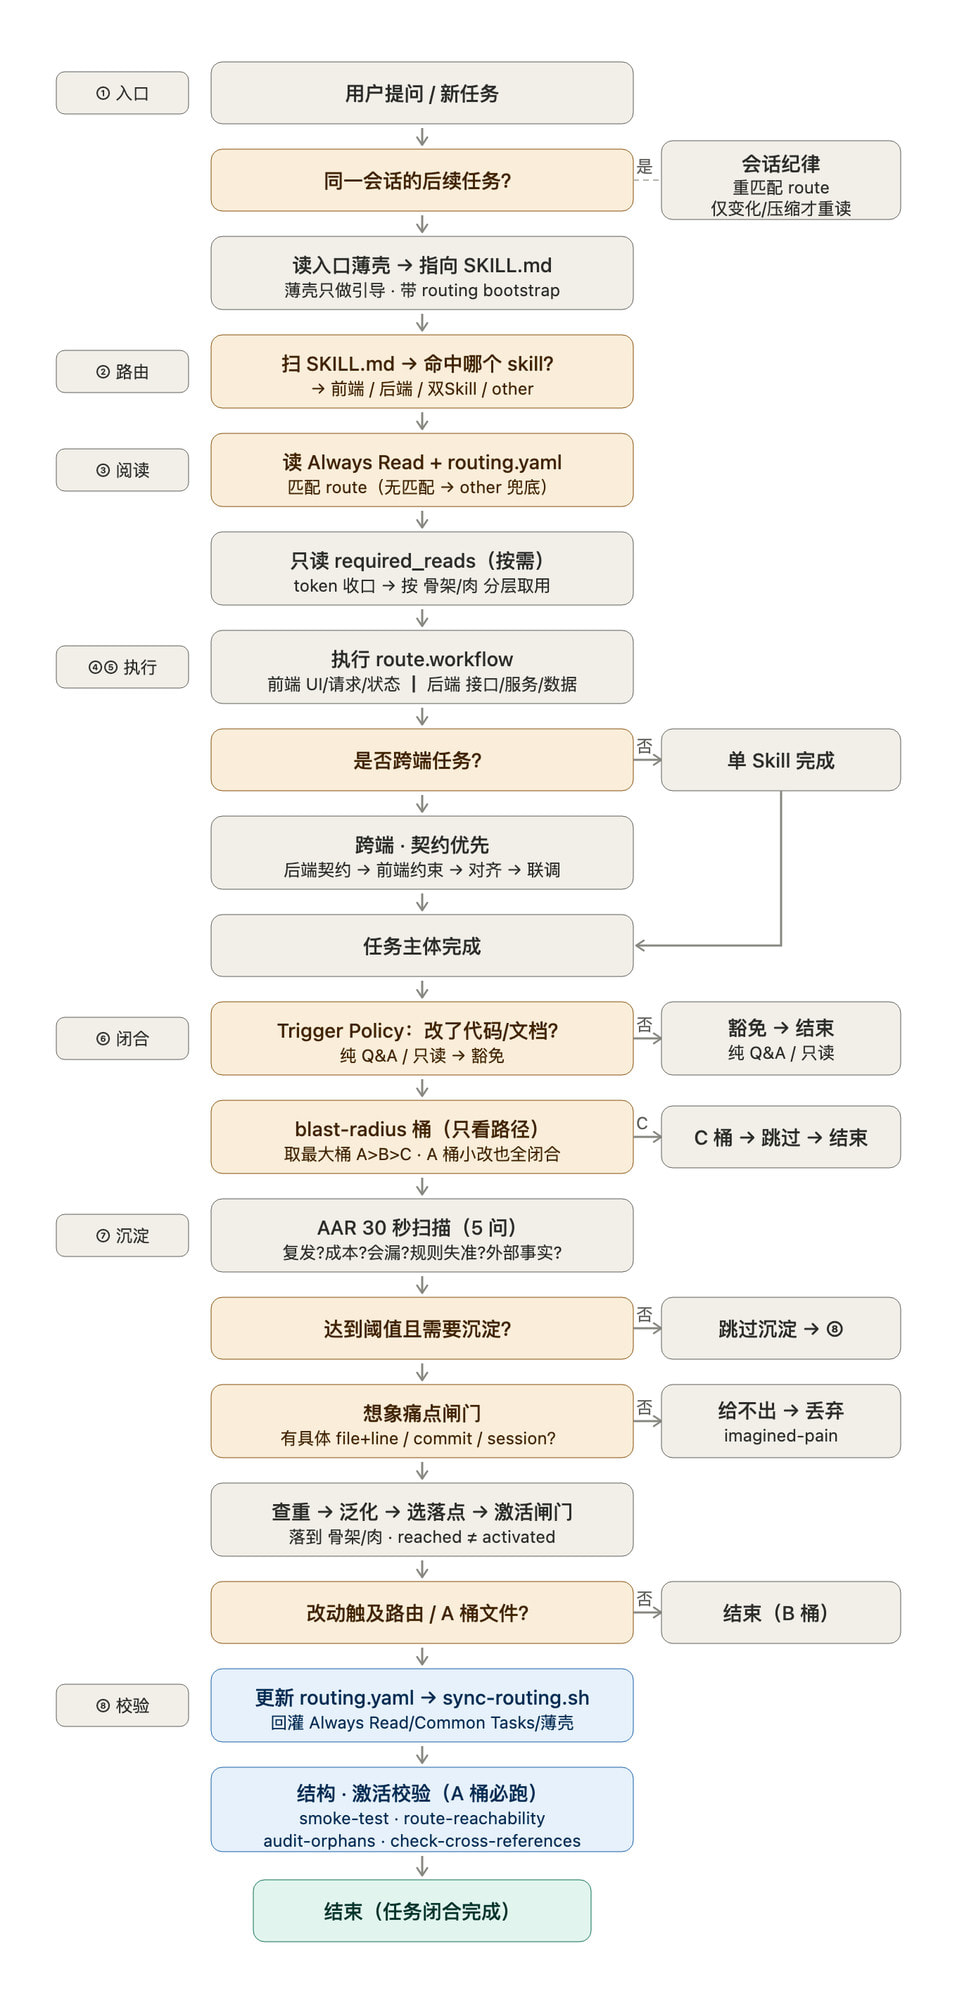 ① 入口
用户提问 / 新任务
同一会话的后续任务?
是
会话纪律
重匹配 route
仅变化/压缩才重读
读入口薄壳 → 指向 SKILL.md
薄壳只做引导 · 带 routing bootstrap
② 路由
扫 SKILL.md → 命中哪个 skill?
→ 前端 / 后端 / 双Skill / other
③ 阅读
读 Always Read + routing.yaml
匹配 route（无匹配 → other 兜底）
只读 required_reads（按需）
token 收口 → 按 骨架/肉 分层取用
④⑤ 执行
执行 route.workflow
前端 UI/请求/状态 ┃ 后端 接口/服务/数据
是否跨端任务?
否
单 Skill 完成
跨端 · 契约优先
后端契约 → 前端约束 → 对齐 → 联调
任务主体完成
⑥ 闭合
Trigger Policy：改了代码/文档?
纯 Q&A / 只读 → 豁免
否
豁免 → 结束
纯 Q&A / 只读
blast-radius 桶（只看路径）
取最大桶 A>B>C · A 桶小改也全闭合
C
C 桶 → 跳过 → 结束
⑦ 沉淀
AAR 30 秒扫描（5 问）
复发?成本?会漏?规则失准?外部事实?
达到阈值且需要沉淀?
否
跳过沉淀 → ⑧
想象痛点闸门
有具体 file+line / commit / session?
否
给不出 → 丢弃
imagined-pain
查重 → 泛化 → 选落点 → 激活闸门
落到 骨架/肉 · reached ≠ activated
改动触及路由 / A 桶文件?
否
结束（B 桶）
⑧ 校验
更新 routing.yaml → sync-routing.sh
回灌 Always Read/Common Tasks/薄壳
结构 · 激活校验（A 桶必跑）
smoke-test · route-reachability
audit-orphans · check-cross-references
结束（任务闭合完成）